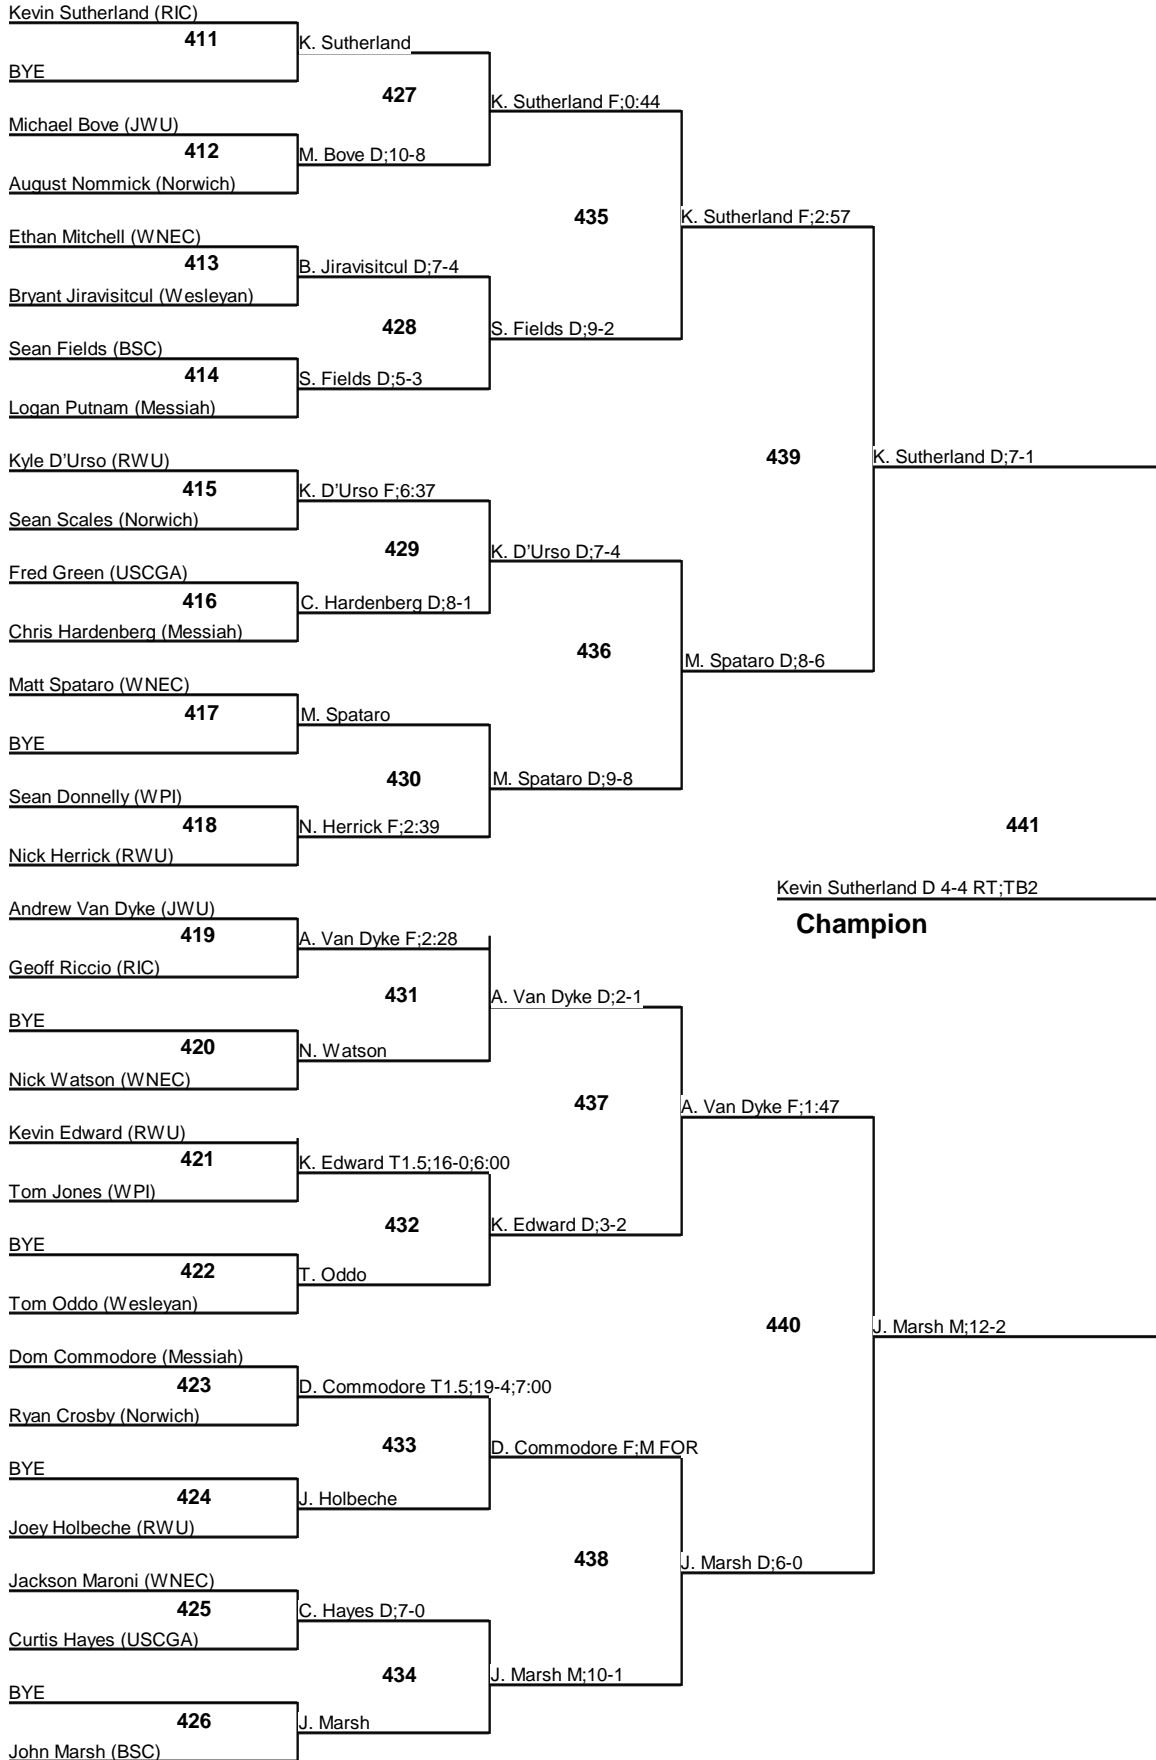 Kevin Sutherland (RIC)
411
K. Sutherland
BYE
427
K. Sutherland F;0:44
Michael Bove (JWU)
412
M. Bove D;10-8
August Nommick (Norwich)
435
K. Sutherland F;2:57
Ethan Mitchell (WNEC)
413
B. Jiravisitcul D;7-4
Bryant Jiravisitcul (Wesleyan)
428
S. Fields D;9-2
Sean Fields (BSC)
414
S. Fields D;5-3
Logan Putnam (Messiah)
439
K. Sutherland D;7-1
Kyle D'Urso (RWU)
415
K. D'Urso F;6:37
Sean Scales (Norwich)
429
K. D'Urso D;7-4
Fred Green (USCGA)
416
C. Hardenberg D;8-1
Chris Hardenberg (Messiah)
436
M. Spataro D;8-6
Matt Spataro (WNEC)
417
M. Spataro
BYE
430
M. Spataro D;9-8
Sean Donnelly (WPI)
418
N. Herrick F;2:39
Nick Herrick (RWU)
441
Kevin Sutherland D 4-4 RT;TB2
Champion
Andrew Van Dyke (JWU)
419
A. Van Dyke F;2:28
Geoff Riccio (RIC)
431
A. Van Dyke D;2-1
BYE
420
N. Watson
Nick Watson (WNEC)
437
A. Van Dyke F;1:47
Kevin Edward (RWU)
421
K. Edward T1.5;16-0;6:00
Tom Jones (WPI)
432
K. Edward D;3-2
BYE
422
T. Oddo
Tom Oddo (Wesleyan)
440
J. Marsh M;12-2
Dom Commodore (Messiah)
423
D. Commodore T1.5;19-4;7:00
Ryan Crosby (Norwich)
433
D. Commodore F;M FOR
BYE
424
J. Holbeche
Joey Holbeche (RWU)
438
J. Marsh D;6-0
Jackson Maroni (WNEC)
425
C. Hayes D;7-0
Curtis Hayes (USCGA)
434
J. Marsh M;10-1
BYE
426
J. Marsh
John Marsh (BSC)